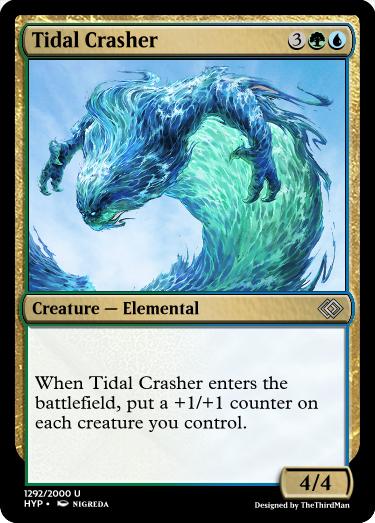 Tidal Crasher 3
Creature — Elemental
When Tidal Crasher enters the
battlefield, put a +1/+1 counter on
each creature you control.
4/4
1292/2000 U
HYP • NIGREDA
Designed by TheThirdMan